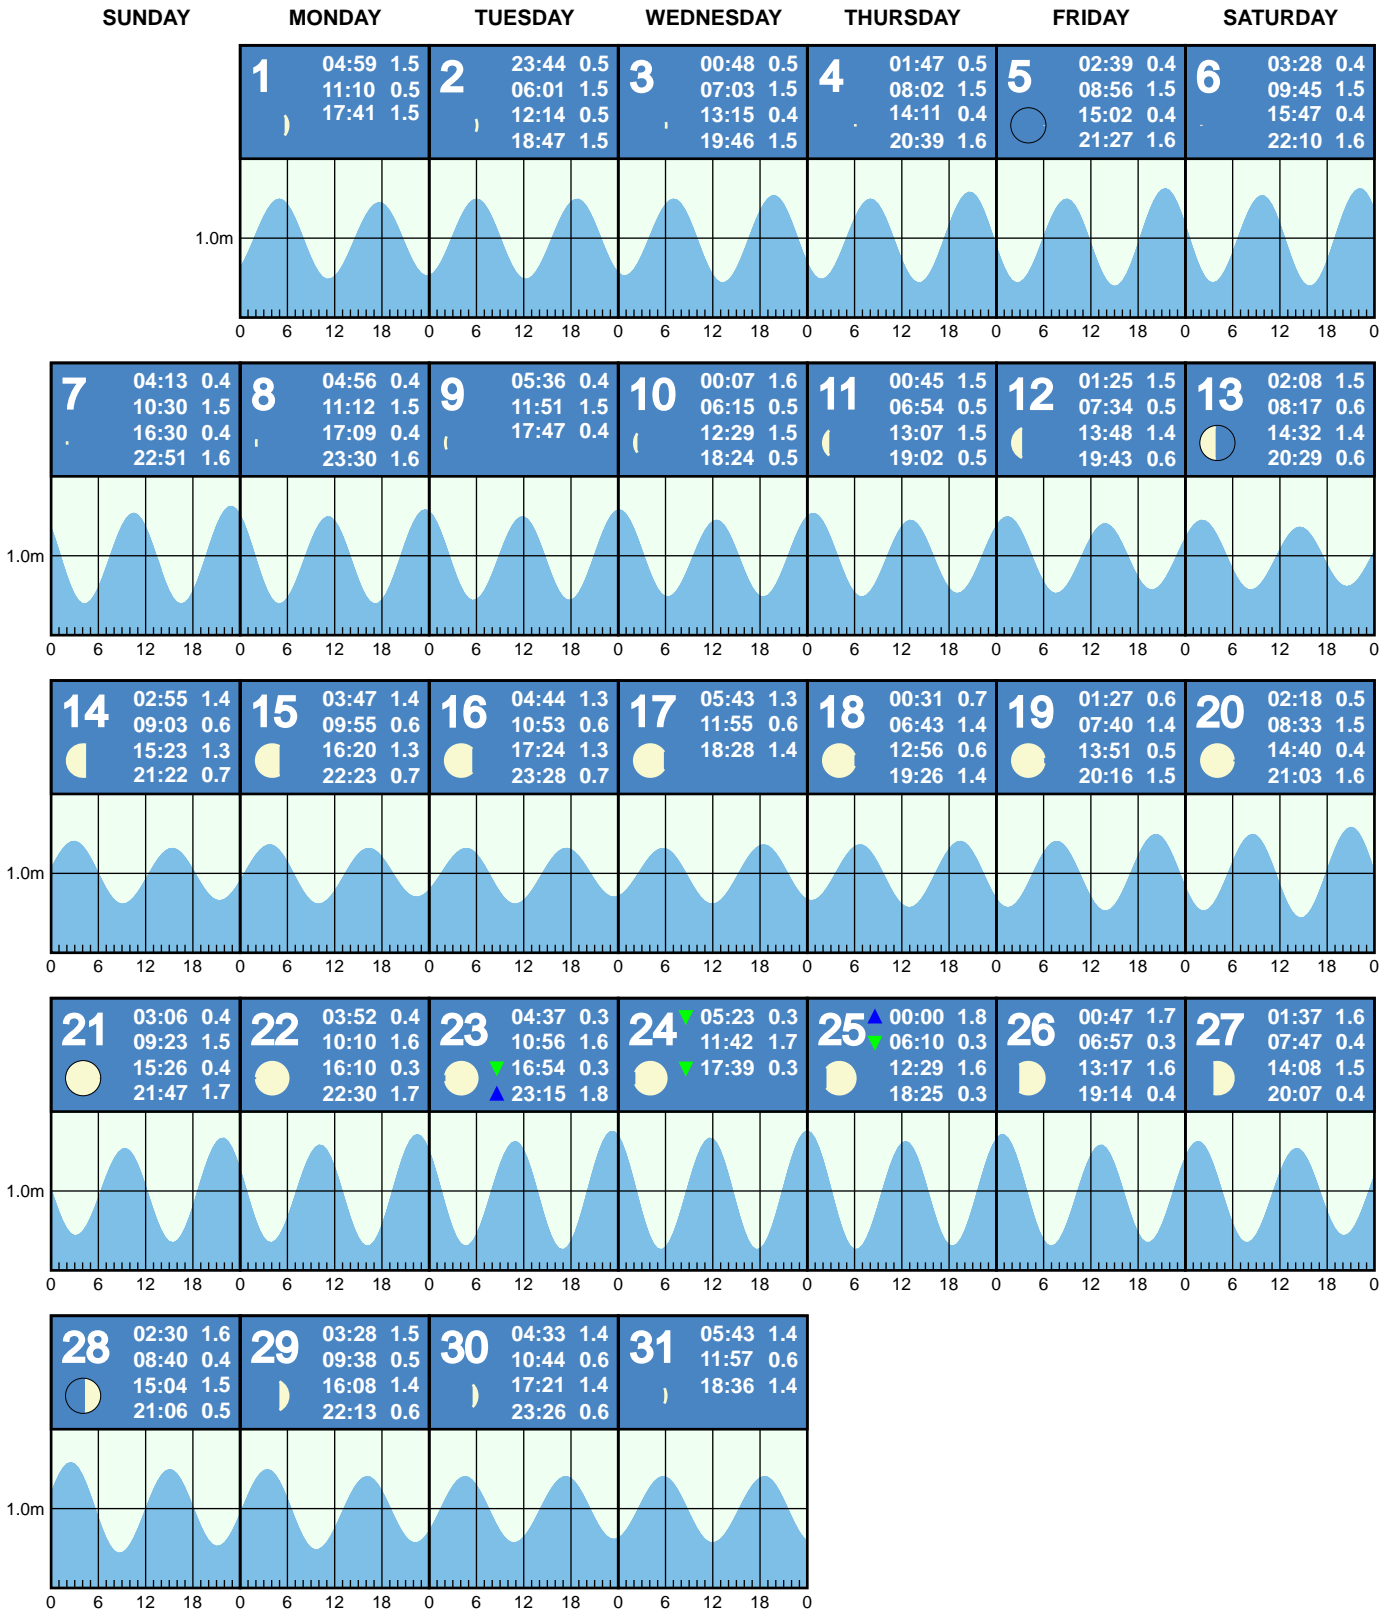 SUNDAY MONDAY TUESDAY WEDNESDAY THURSDAY FRIDAY SATURDAY
1 04:59 1.5
11:10 0.5
17:41 1.5
2 23:44 0.5
06:01 1.5
12:14 0.5
18:47 1.5
3 00:48 0.5
07:03 1.5
13:15 0.4
19:46 1.5
4 01:47 0.5
08:02 1.5
14:11 0.4
20:39 1.6
5 02:39 0.4
08:56 1.5
15:02 0.4
21:27 1.6
6 03:28 0.4
09:45 1.5
15:47 0.4
22:10 1.6
1.0m
0 6 12 18 0 6 12 18 0 6 12 18 0 6 12 18 0 6 12 18 0 6 12 18 0
7 04:13 0.4
10:30 1.5
16:30 0.4
22:51 1.6
8 04:56 0.4
11:12 1.5
17:09 0.4
23:30 1.6
9 05:36 0.4
11:51 1.5
17:47 0.4
10 00:07 1.6
06:15 0.5
12:29 1.5
18:24 0.5
11 00:45 1.5
06:54 0.5
13:07 1.5
19:02 0.5
12 01:25 1.5
07:34 0.5
13:48 1.4
19:43 0.6
13 02:08 1.5
08:17 0.6
14:32 1.4
20:29 0.6
1.0m
0 6 12 18 0 6 12 18 0 6 12 18 0 6 12 18 0 6 12 18 0 6 12 18 0 6 12 18 0
14 02:55 1.4
09:03 0.6
15:23 1.3
21:22 0.7
15 03:47 1.4
09:55 0.6
16:20 1.3
22:23 0.7
16 04:44 1.3
10:53 0.6
17:24 1.3
23:28 0.7
17 05:43 1.3
11:55 0.6
18:28 1.4
18 00:31 0.7
06:43 1.4
12:56 0.6
19:26 1.4
19 01:27 0.6
07:40 1.4
13:51 0.5
20:16 1.5
20 02:18 0.5
08:33 1.5
14:40 0.4
21:03 1.6
1.0m
0 6 12 18 0 6 12 18 0 6 12 18 0 6 12 18 0 6 12 18 0 6 12 18 0 6 12 18 0
21 03:06 0.4
09:23 1.5
15:26 0.4
21:47 1.7
22 03:52 0.4
10:10 1.6
16:10 0.3
22:30 1.7
23 04:37 0.3
10:56 1.6
16:54 0.3
23:15 1.8
24 05:23 0.3
11:42 1.7
17:39 0.3
25 00:00 1.8
06:10 0.3
12:29 1.6
18:25 0.3
26 00:47 1.7
06:57 0.3
13:17 1.6
19:14 0.4
27 01:37 1.6
07:47 0.4
14:08 1.5
20:07 0.4
1.0m
0 6 12 18 0 6 12 18 0 6 12 18 0 6 12 18 0 6 12 18 0 6 12 18 0 6 12 18 0
28 02:30 1.6
08:40 0.4
15:04 1.5
21:06 0.5
29 03:28 1.5
09:38 0.5
16:08 1.4
22:13 0.6
30 04:33 1.4
10:44 0.6
17:21 1.4
23:26 0.6
31 05:43 1.4
11:57 0.6
18:36 1.4
1.0m
0 6 12 18 0 6 12 18 0 6 12 18 0 6 12 18 0